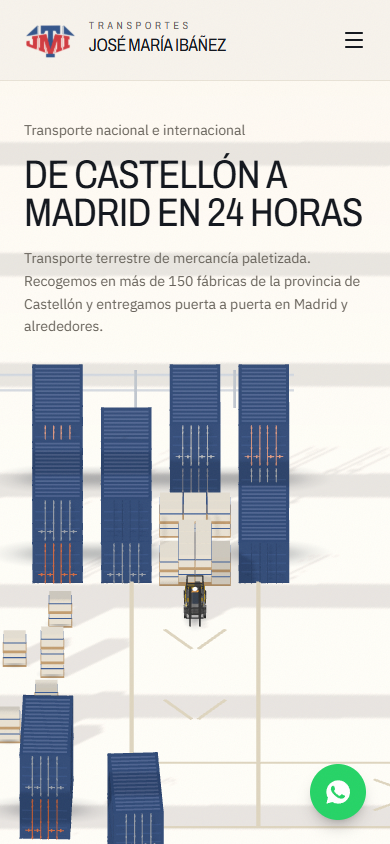 JMI
TRANSPORTES
JOSÉ MARÍA IBÁÑEZ
Transporte nacional e internacional
DE CASTELLÓN A
MADRID EN 24 HORAS
Transporte terrestre de mercancía paletizada.
Recogemos en más de 150 fábricas de la provincia de
Castellón y entregamos puerta a puerta en Madrid y
alrededores.